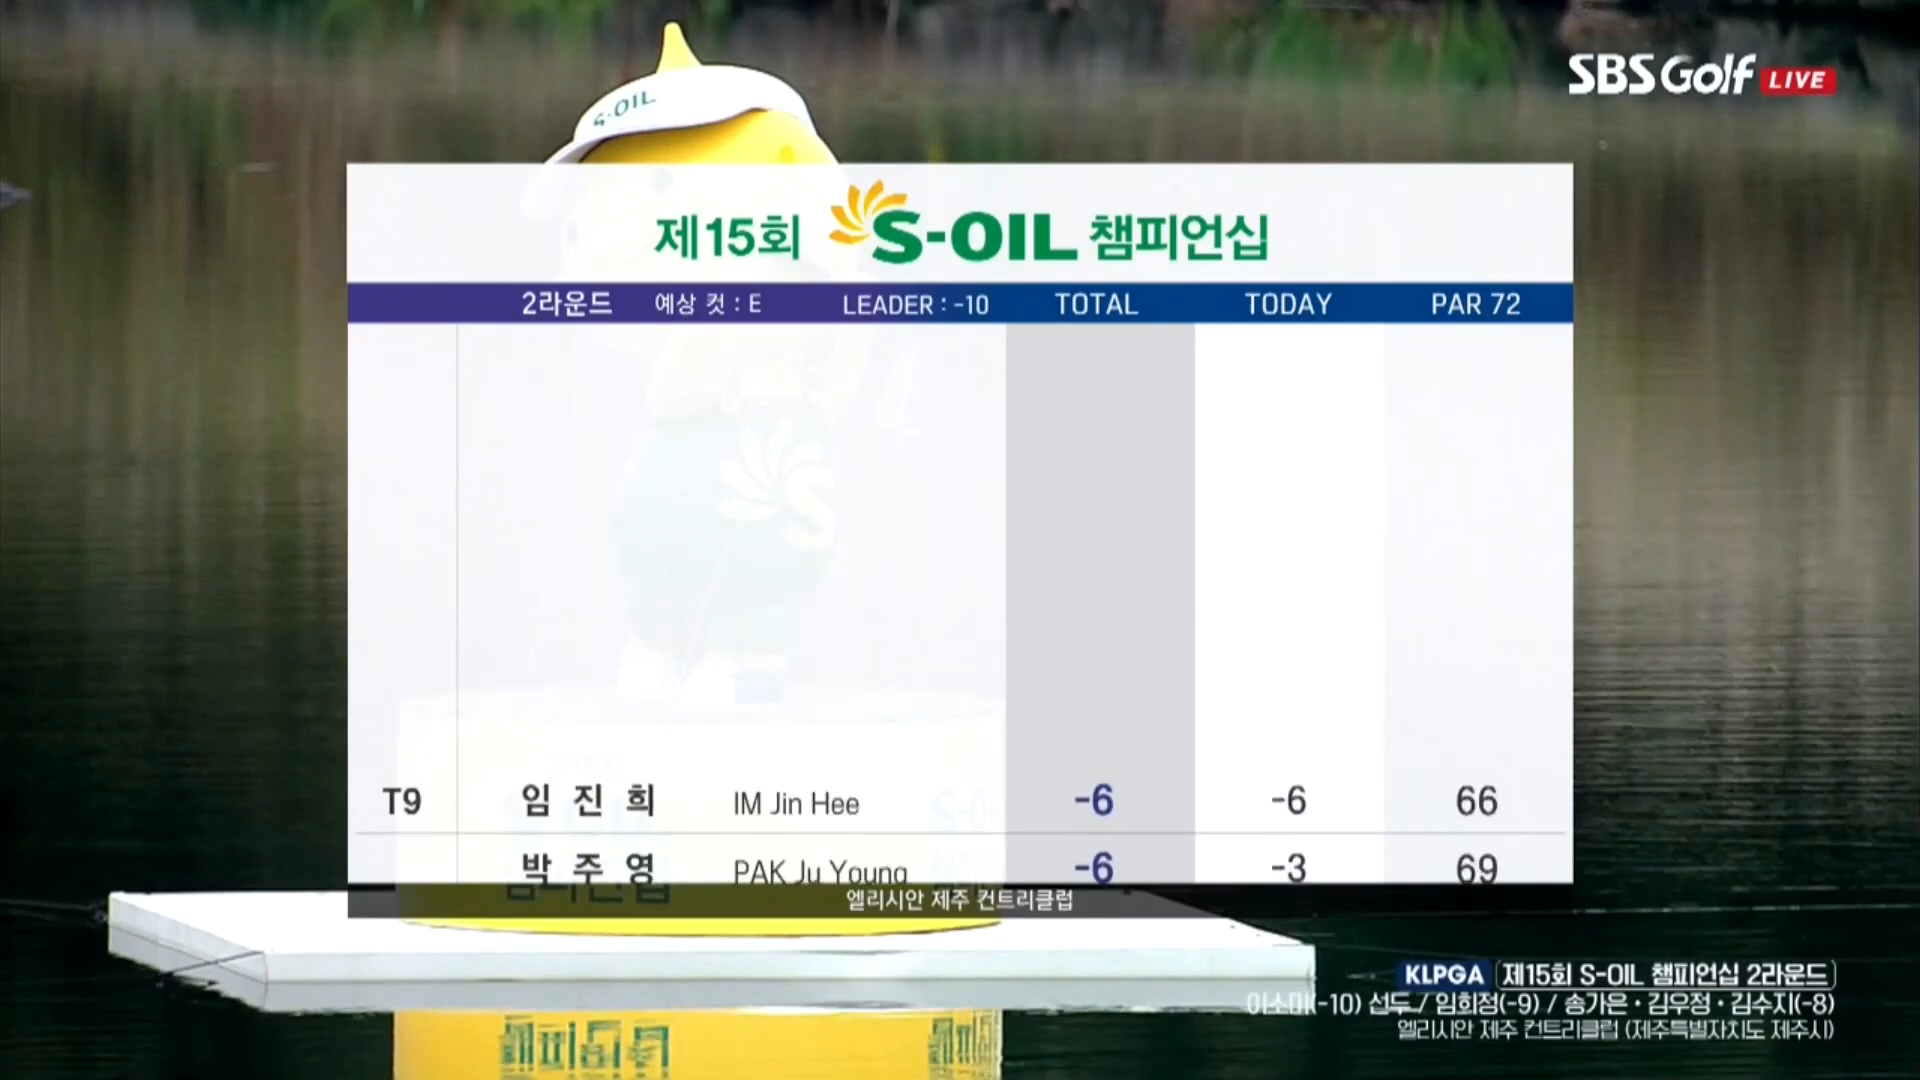 S-OIL
SBS Golf LIVE
제15회 S-OIL 챔피언십
2라운드 예상 컷 : E LEADER : -10 TOTAL TODAY PAR 72
T9 임진희 IM Jin Hee -6 -6 66
박주영 PAK Ju Young -6 -3 69
엘리시안 제주 컨트리클럽
KLPGA 제15회 S-OIL 챔피언십 2라운드
이소미(-10) 선두 / 임희정(-9) / 송가은·김우정·김수지(-8)
엘리시안 제주 컨트리클럽 (제주특별자치도 제주시)